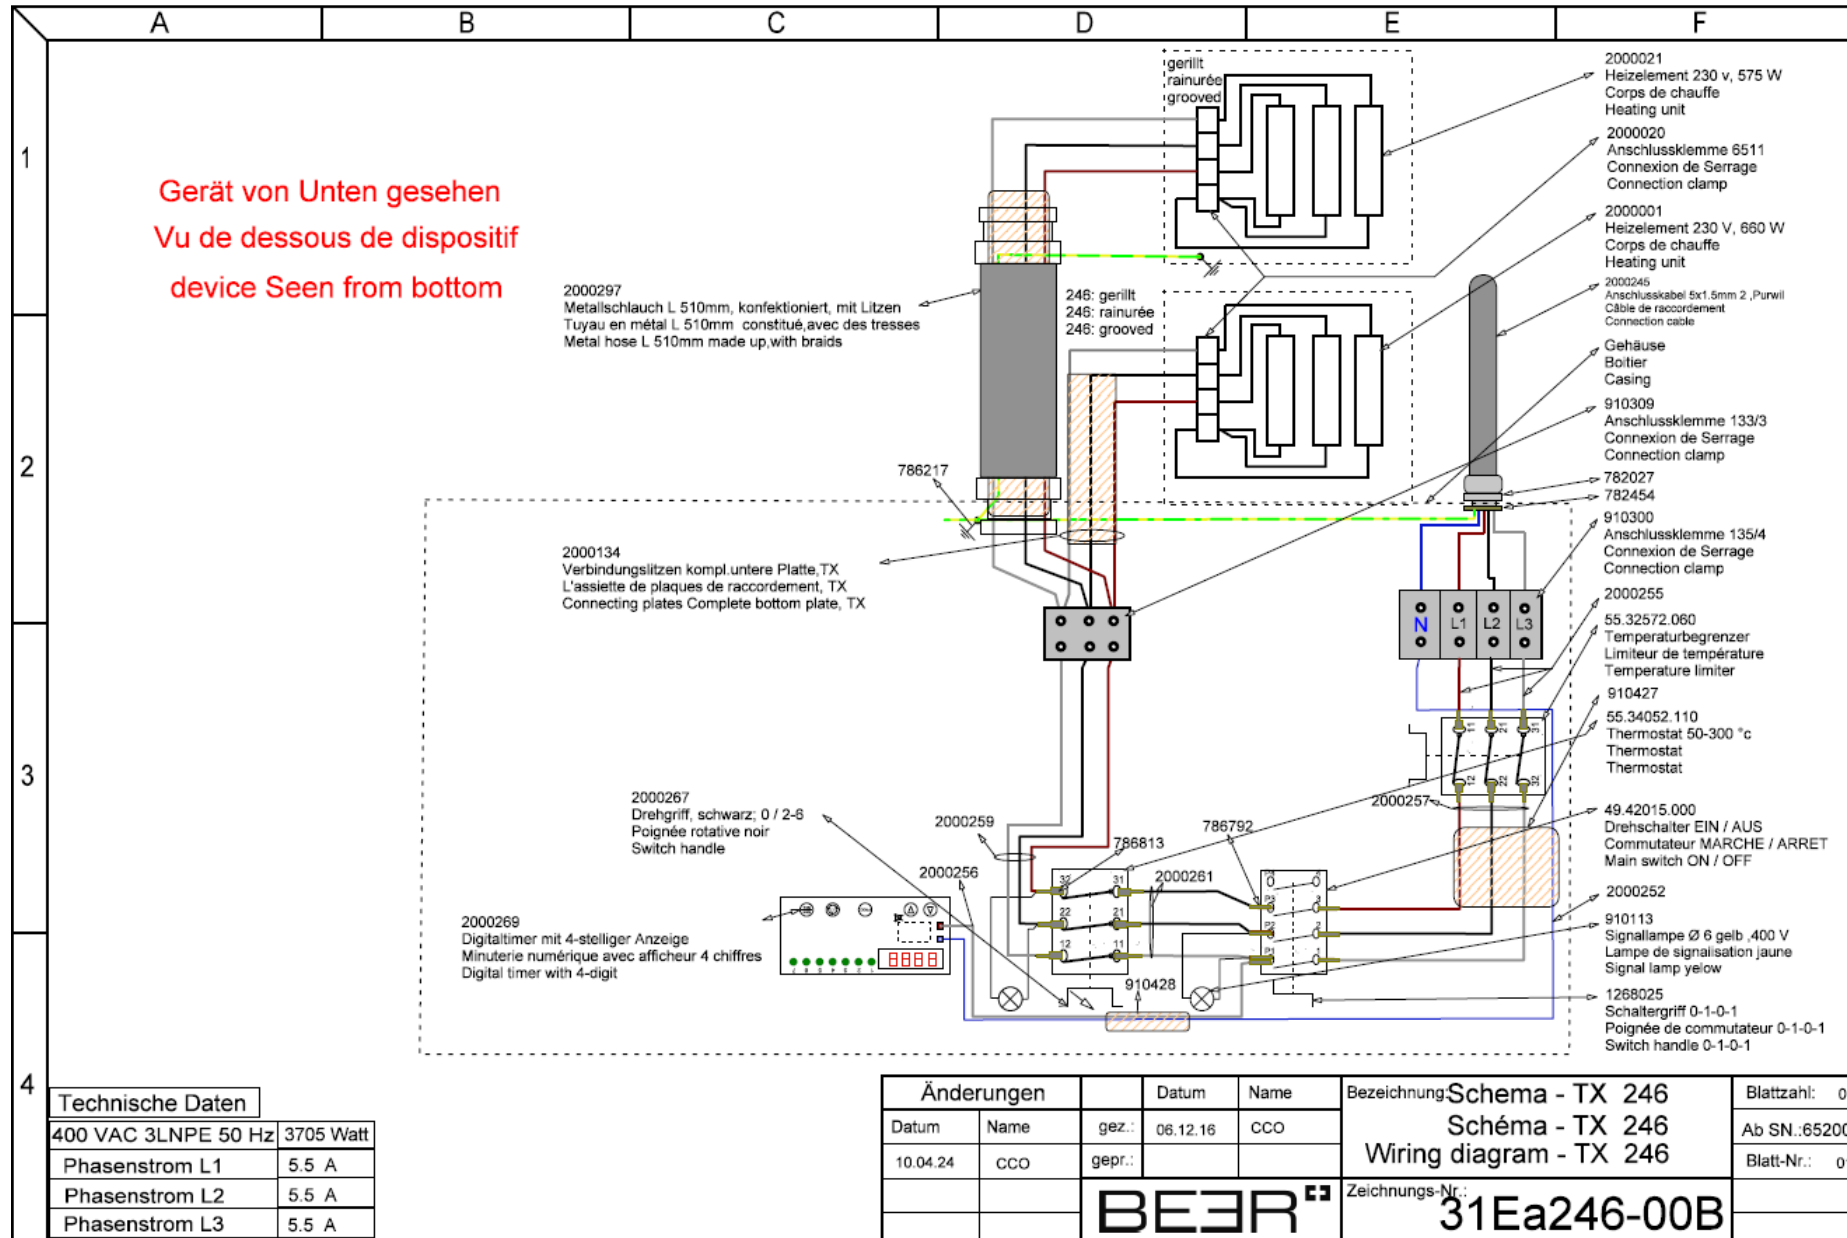 A
B
C
D
E
F
1
2
3
4
Gerät von Unten gesehen
Vu de dessous de dispositif
device Seen from bottom
gerillt
rainurée
grooved
2000021
Heizelement 230 v, 575 W
Corps de chauffe
Heating unit
2000020
Anschlussklemme 6511
Connexion de Serrage
Connection clamp
2000001
Heizelement 230 V, 660 W
Corps de chauffe
Heating unit
2000245
Anschlusskabel 5x1.5mm 2 ,Purwil
Câble de raccordement
Connection cable
Gehäuse
Boitier
Casing
910309
Anschlussklemme 133/3
Connexion de Serrage
Connection clamp
782027
782454
910300
Anschlussklemme 135/4
Connexion de Serrage
Connection clamp
2000255
55.32572.060
Temperaturbegrenzer
Limiteur de température
Temperature limiter
910427
55.34052.110
Thermostat 50-300 °c
Thermostat
Thermostat
49.42015.000
Drehschalter EIN / AUS
Commutateur MARCHE / ARRET
Main switch ON / OFF
2000252
910113
Signallampe Ø 6 gelb ,400 V
Lampe de signalisation jaune
Signal lamp yelow
1268025
Schaltergriff 0-1-0-1
Poignée de commutateur 0-1-0-1
Switch handle 0-1-0-1
2000297
Metallschlauch L 510mm, konfektioniert, mit Litzen
Tuyau en métal L 510mm constitué,avec des tresses
Metal hose L 510mm made up,with braids
246: gerillt
246: rainurée
246: grooved
786217
2000134
Verbindungslitzen kompl.untere Platte,TX
L'assiette de plaques de raccordement, TX
Connecting plates Complete bottom plate, TX
N
L1
L2
L3
11
21
31
12
22
32
2000257
2000267
Drehgriff, schwarz; 0 / 2-6
Poignée rotative noir
Switch handle
2000259
786813
786792
2000256
2000261
32
31
22
21
12
11
2000269
Digitaltimer mit 4-stelliger Anzeige
Minuterie numérique avec afficheur 4 chiffres
Digital timer with 4-digit
8888
910428
Technische Daten
400 VAC 3LNPE 50 Hz 3705 Watt
Phasenstrom L1 5.5 A
Phasenstrom L2 5.5 A
Phasenstrom L3 5.5 A
Änderungen
Datum Name
10.04.24 CCO
Datum Name
gez.: 06.12.16 CCO
gepr.:
BEER
Bezeichnung: Schema - TX 246
Schéma - TX 246
Wiring diagram - TX 246
Zeichnungs-Nr.:
31Ea246-00B
Blattzahl: 0
Ab SN.:65200
Blatt-Nr.: